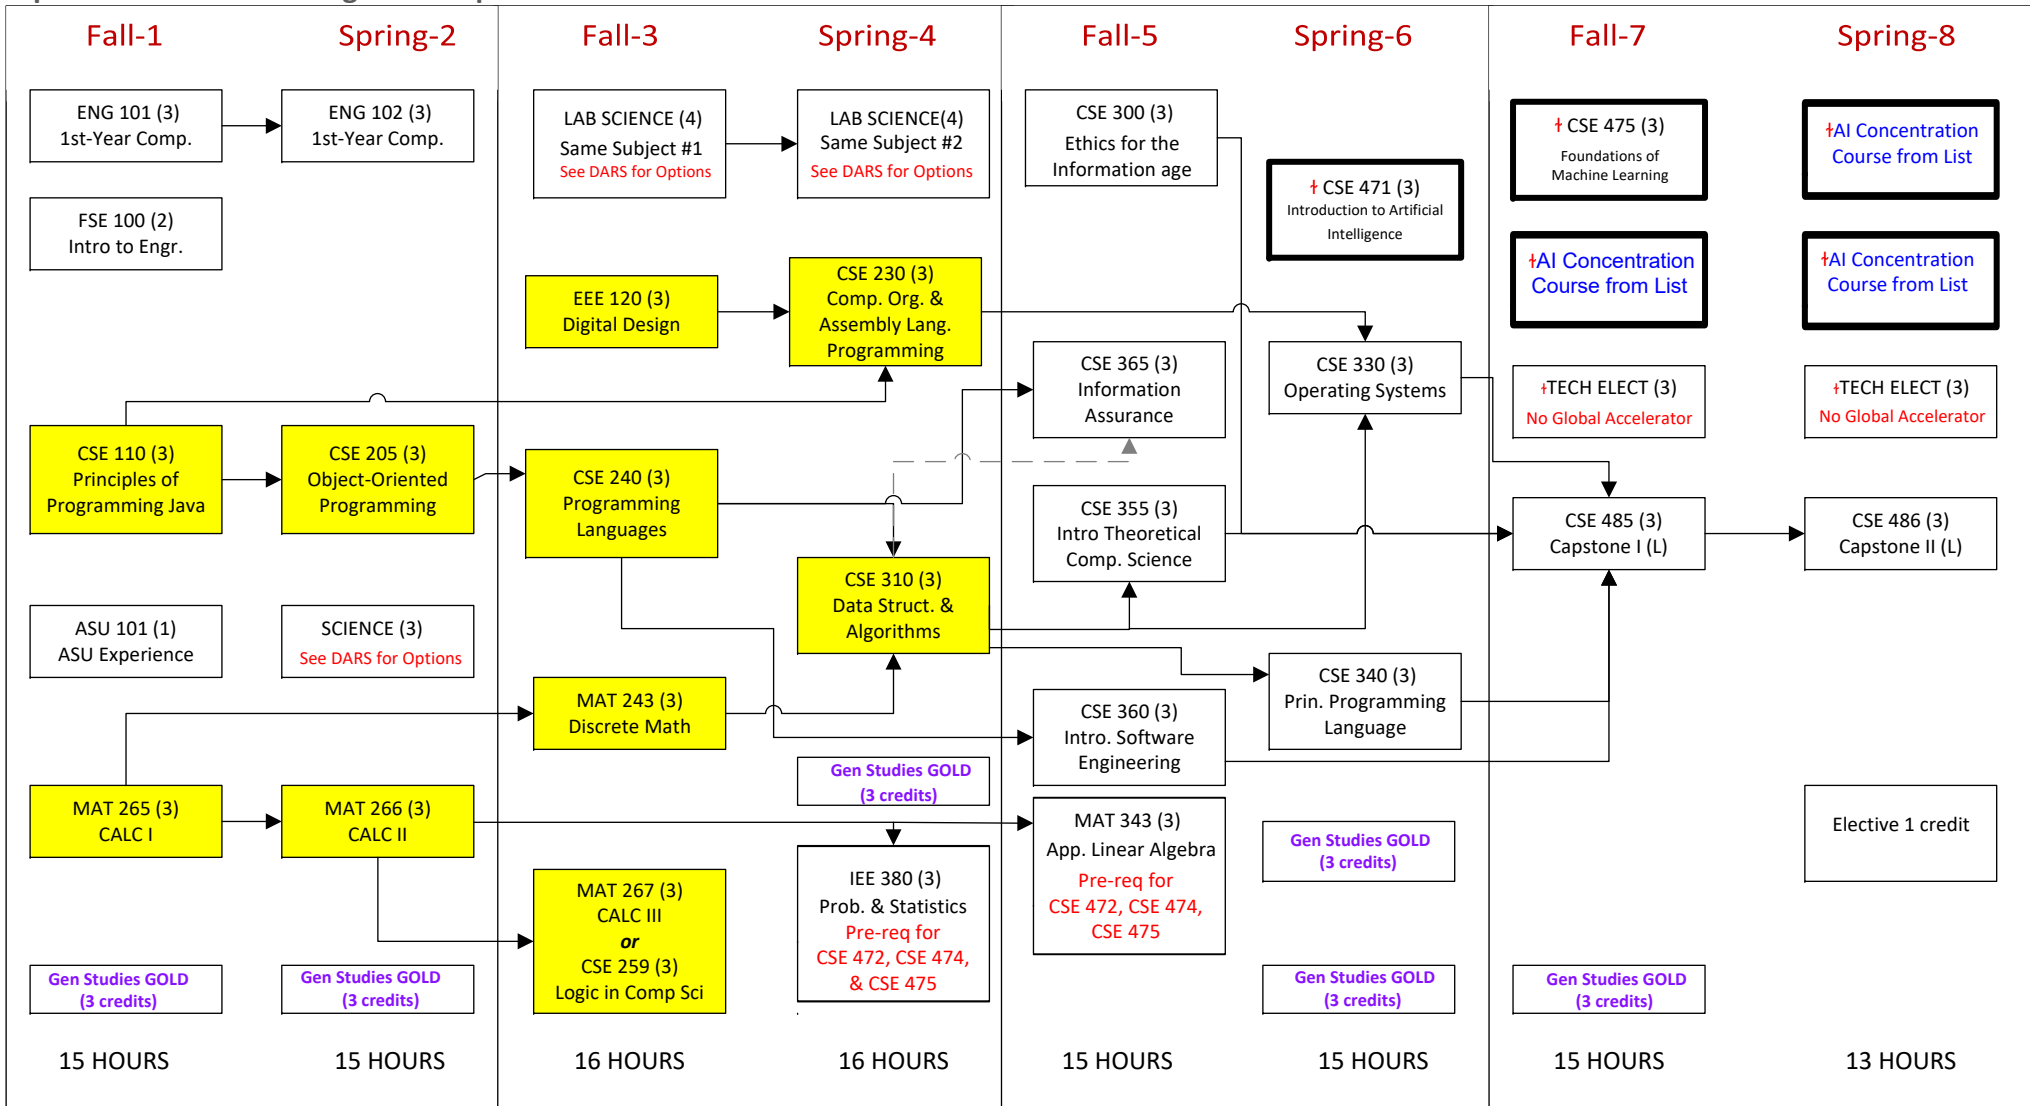 Fall-1
Spring-2
Fall-3
Spring-4
Fall-5
Spring-6
Fall-7
Spring-8
ENG 101 (3)
1st-Year Comp.
FSE 100 (2)
Intro to Engr.
CSE 110 (3)
Principles of
Programming Java
ASU 101 (1)
ASU Experience
MAT 265 (3)
CALC I
Gen Studies GOLD
(3 credits)
15 HOURS
ENG 102 (3)
1st-Year Comp.
CSE 205 (3)
Object-Oriented
Programming
SCIENCE (3)
See DARS for Options
MAT 266 (3)
CALC II
Gen Studies GOLD
(3 credits)
15 HOURS
LAB SCIENCE (4)
Same Subject #1
See DARS for Options
EEE 120 (3)
Digital Design
CSE 240 (3)
Programming
Languages
MAT 243 (3)
Discrete Math
MAT 267 (3)
CALC III
or
CSE 259 (3)
Logic in Comp Sci
16 HOURS
LAB SCIENCE(4)
Same Subject #2
See DARS for Options
CSE 230 (3)
Comp. Org. &
Assembly Lang.
Programming
CSE 310 (3)
Data Struct. &
Algorithms
Gen Studies GOLD
(3 credits)
IEE 380 (3)
Prob. & Statistics
Pre-req for
CSE 472, CSE 474,
& CSE 475
16 HOURS
CSE 300 (3)
Ethics for the
Information age
CSE 365 (3)
Information
Assurance
CSE 355 (3)
Intro Theoretical
Comp. Science
CSE 360 (3)
Intro. Software
Engineering
MAT 343 (3)
App. Linear Algebra
Pre-req for
CSE 472, CSE 474,
CSE 475
15 HOURS
ƚ CSE 471 (3)
Introduction to Artificial
Intelligence
CSE 330 (3)
Operating Systems
CSE 340 (3)
Prin. Programming
Language
Gen Studies GOLD
(3 credits)
Gen Studies GOLD
(3 credits)
15 HOURS
ƚ CSE 475 (3)
Foundations of
Machine Learning
ƚAI Concentration
Course from List
ƚTECH ELECT (3)
No Global Accelerator
CSE 485 (3)
Capstone I (L)
Gen Studies GOLD
(3 credits)
15 HOURS
ƚAI Concentration
Course from List
ƚAI Concentration
Course from List
ƚTECH ELECT (3)
No Global Accelerator
CSE 486 (3)
Capstone II (L)
Elective 1 credit
13 HOURS